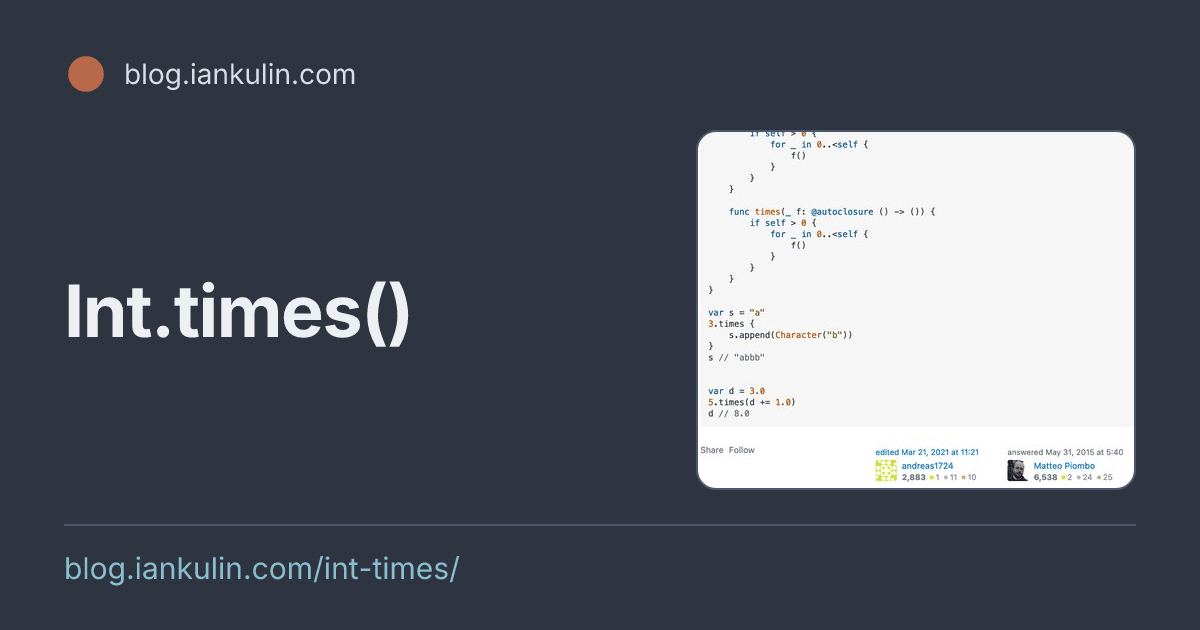 blog.iankulin.com
Int.times()
if self > 0 {
for _ in 0..<self {
f()
}
}
}
func times(_ f: @autoclosure () -> ()) {
if self > 0 {
for _ in 0..<self {
f()
}
}
}
}
var s = "a"
3.times {
s.append(Character("b"))
}
s // "abbb"
var d = 3.0
5.times(d += 1.0)
d // 8.0
Share Follow
edited Mar 21, 2021 at 11:21
andreas1724
2,883 1 11 10
answered May 31, 2015 at 5:40
Matteo Piombo
6,538 2 24 25
blog.iankulin.com/int-times/